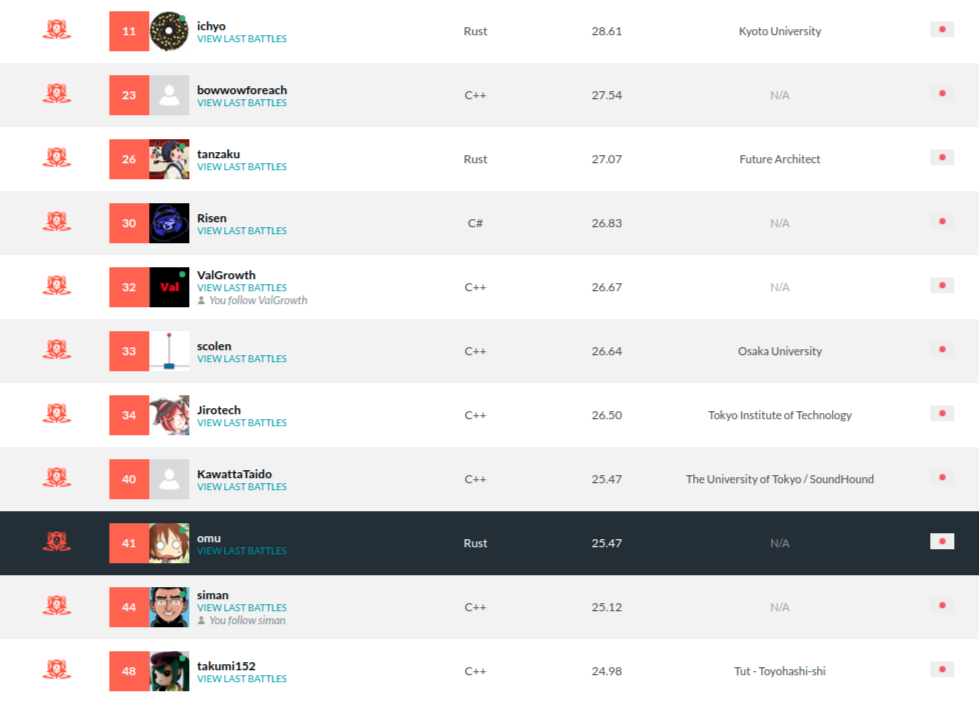 11 ichyo Rust 28.61 Kyoto University
VIEW LAST BATTLES
23 bowwowforeach C++ 27.54 N/A
VIEW LAST BATTLES
26 tanzaku Rust 27.07 Future Architect
VIEW LAST BATTLES
30 Risen C# 26.83 N/A
VIEW LAST BATTLES
32 Val ValGrowth C++ 26.67 N/A
VIEW LAST BATTLES
You follow ValGrowth
33 scolen C++ 26.64 Osaka University
VIEW LAST BATTLES
34 Jirotech C++ 26.50 Tokyo Institute of Technology
VIEW LAST BATTLES
40 KawattaTaido C++ 25.47 The University of Tokyo / SoundHound
VIEW LAST BATTLES
41 omu Rust 25.47 N/A
VIEW LAST BATTLES
44 siman C++ 25.12 N/A
VIEW LAST BATTLES
You follow siman
48 takumi152 C++ 24.98 Tut - Toyohashi-shi
VIEW LAST BATTLES